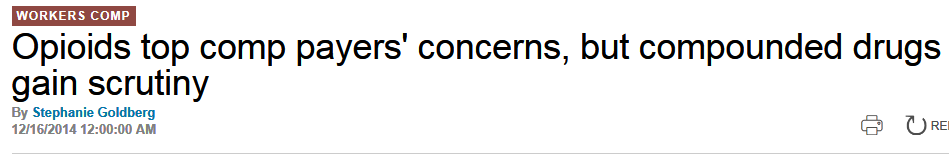 WORKERS COMP
Opioids top comp payers' concerns, but compounded drugs
gain scrutiny
By Stephanie Goldberg
12/16/2014 12:00:00 AM